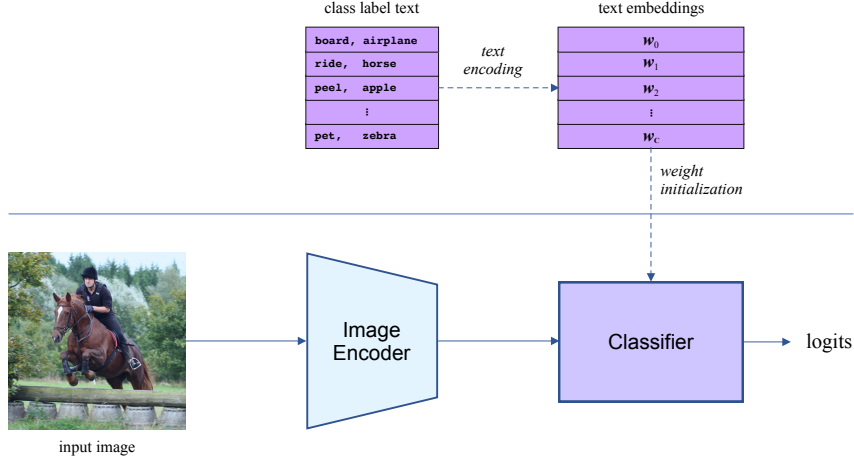 class label text
text embeddings
board, airplane
ride, horse
peel, apple
⋮
pet, zebra
text
encoding
w₀
w₁
w₂
⋮
w_C
weight
initialization
Image
Encoder
Classifier
logits
input image